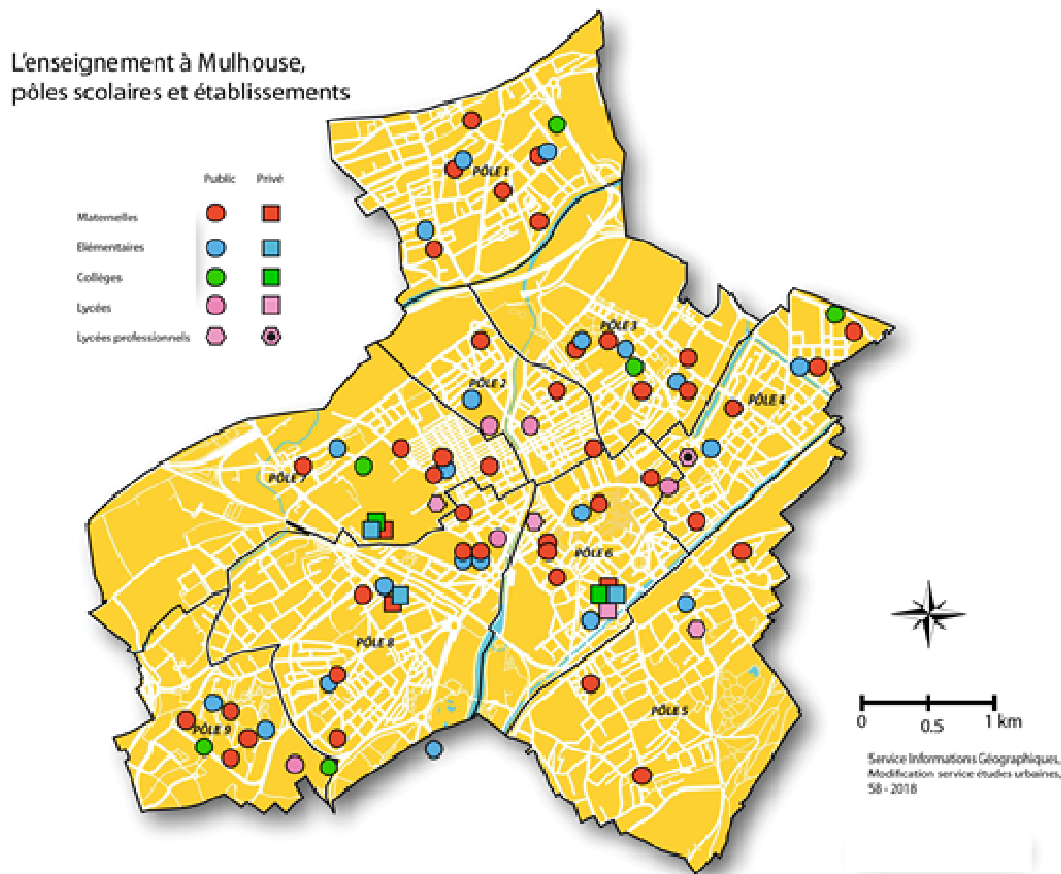 L'enseignement à Mulhouse,
pôles scolaires et établissements
Public Privé
Maternelles
Elémentaires
Collèges
Lycées
Lycées professionnels
PÔLE 1
PÔLE 2
PÔLE 3
PÔLE 4
PÔLE 7
PÔLE 6
PÔLE 8
PÔLE 5
PÔLE 9
0 0.5 1 km
Service Informations Géographiques,
Modification service études urbaines,
58 - 2018